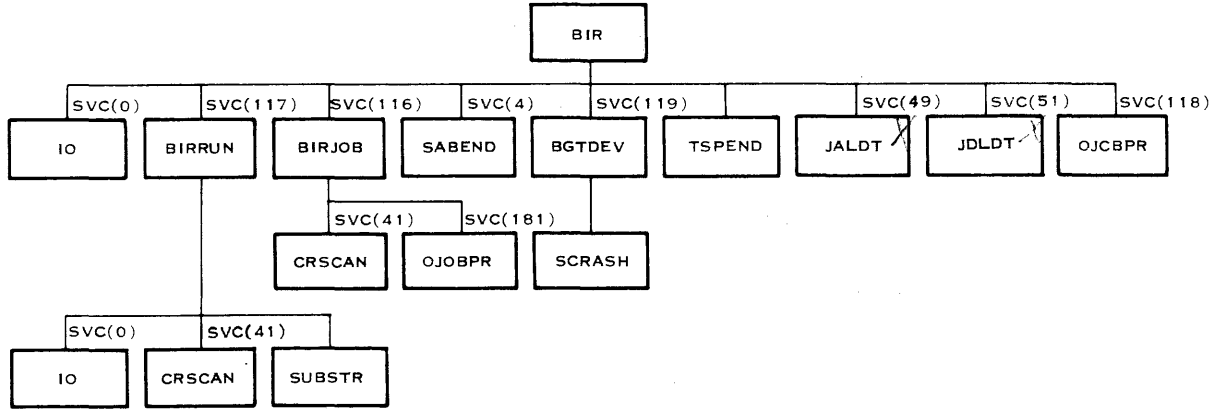 BIR
SVC(0) SVC(117) SVC(116) SVC(4) SVC(119) SVC(49) SVC(51) SVC(118)
IO BIRRUN BIRJOB SABEND BGTDEV TSPEND JALDT JDLDT OJCBPR
SVC(41) SVC(181)
CRSCAN OJOBPR SCRASH
SVC(0) SVC(41)
IO CRSCAN SUBSTR